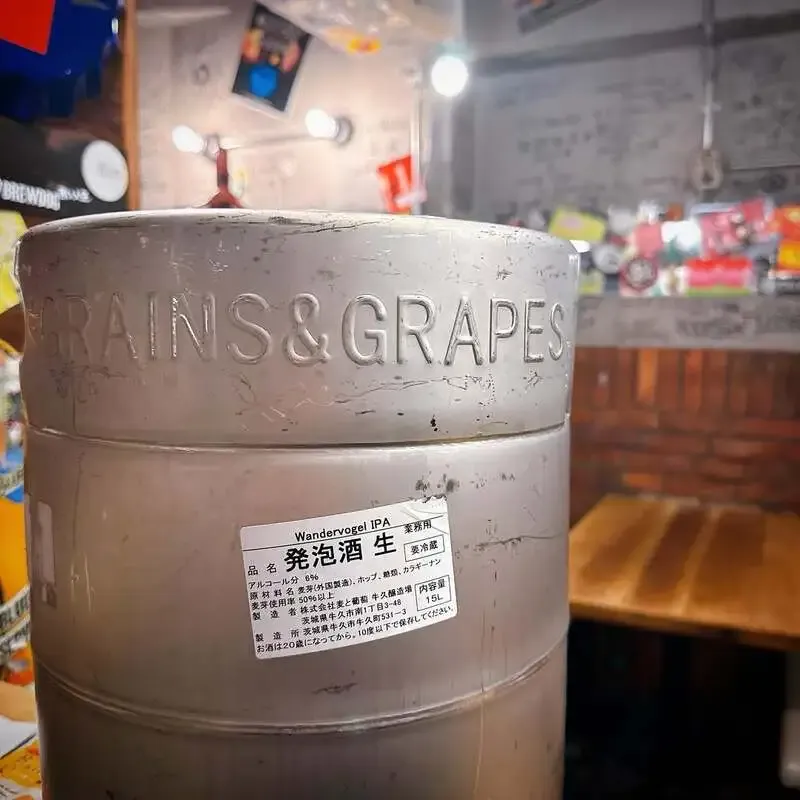 BREWDOG
GRAINS&GRAPES
Wandervogel IPA 業務用
品 名 発泡酒 生 要冷蔵
アルコール分 6%
原 材 料 名 麦芽(外国製造)、ホップ、糖類、カラギーナン
麦芽使用率 50%以上
製 造 者 株式会社麦と葡萄 牛久醸造場
茨城県牛久市南1丁目3-48
内容量
15L
製 造 所 茨城県牛久市牛久町531-3
お酒は20歳になってから。10度以下で保存してください。